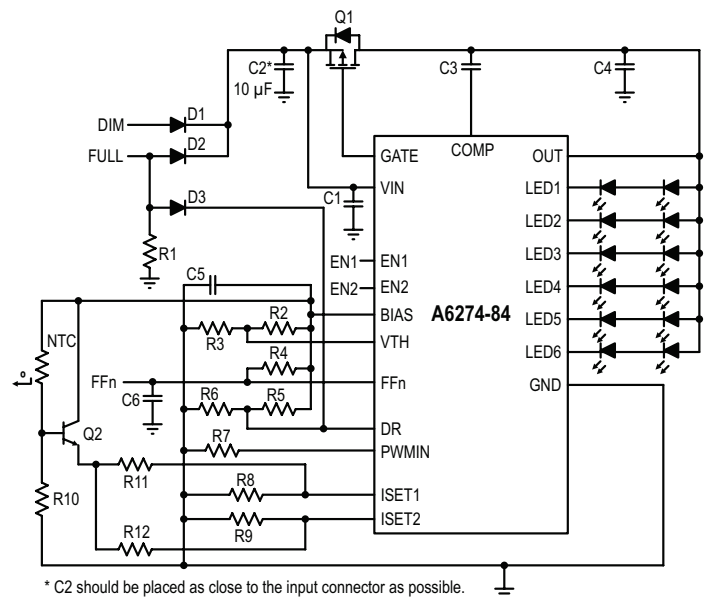 Q1
C2*
10 µF
C3
C4
DIM
D1
FULL
D2
D3
R1
C1
GATE
COMP
OUT
VIN
LED1
LED2
LED3
LED4
LED5
LED6
GND
EN1
EN1
EN2
EN2
BIAS
A6274-84
VTH
FFn
FFn
DR
PWMIN
ISET1
ISET2
C5
R2
R3
R4
NTC
t°
C6
R6
R5
Q2
R7
R11
R8
R10
R12
R9
* C2 should be placed as close to the input connector as possible.